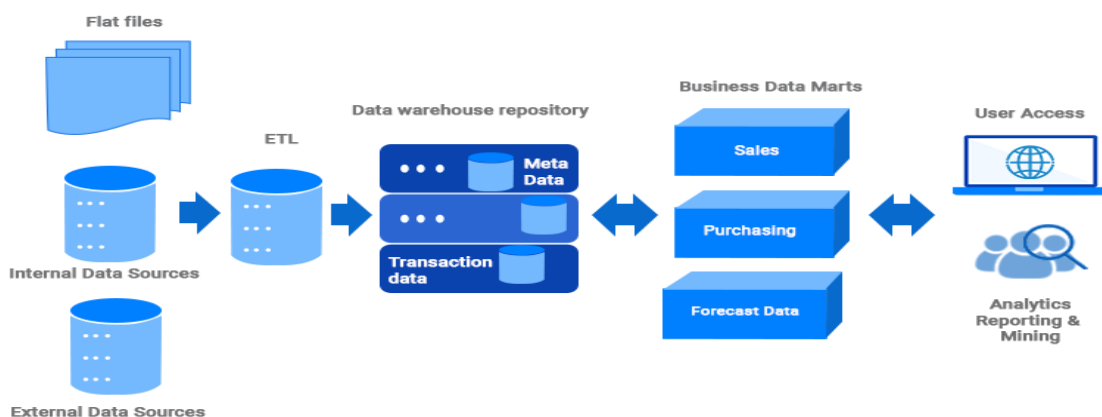 Flat files
Internal Data Sources
External Data Sources
ETL
Data warehouse repository
Meta
Data
Transaction
data
Business Data Marts
Sales
Purchasing
Forecast Data
User Access
Analytics
Reporting &
Mining